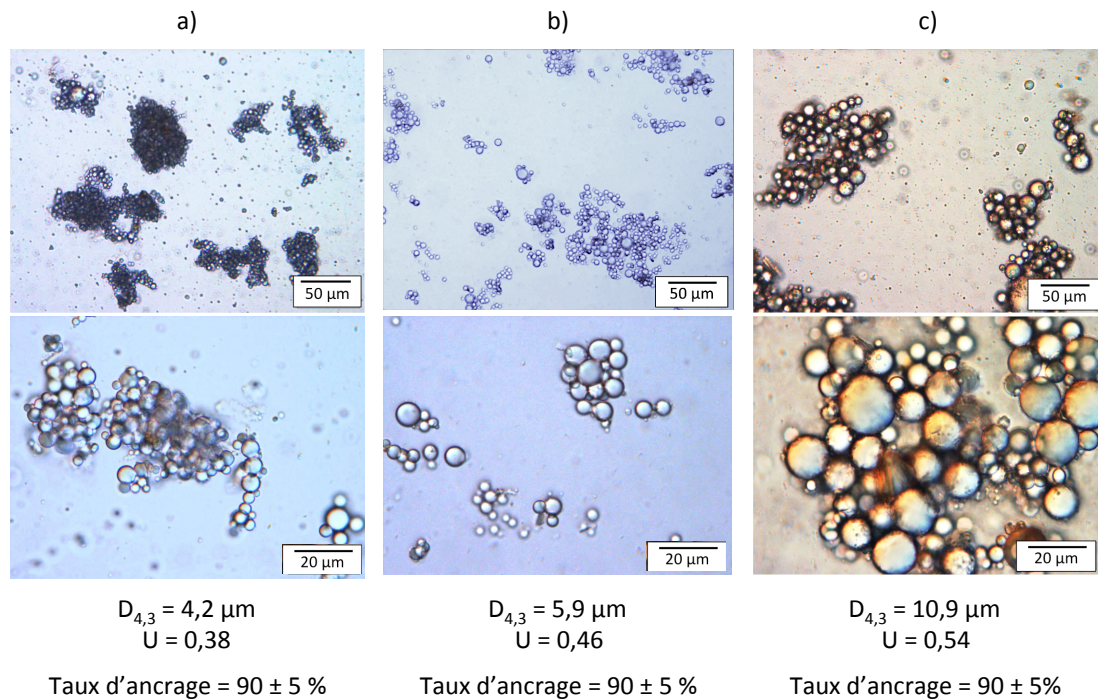 a) b) c)
50 µm 50 µm 50 µm
20 µm 20 µm 20 µm
D4,3 = 4,2 µm D4,3 = 5,9 µm D4,3 = 10,9 µm
U = 0,38 U = 0,46 U = 0,54
Taux d’ancrage = 90 ± 5 % Taux d’ancrage = 90 ± 5 % Taux d’ancrage = 90 ± 5%